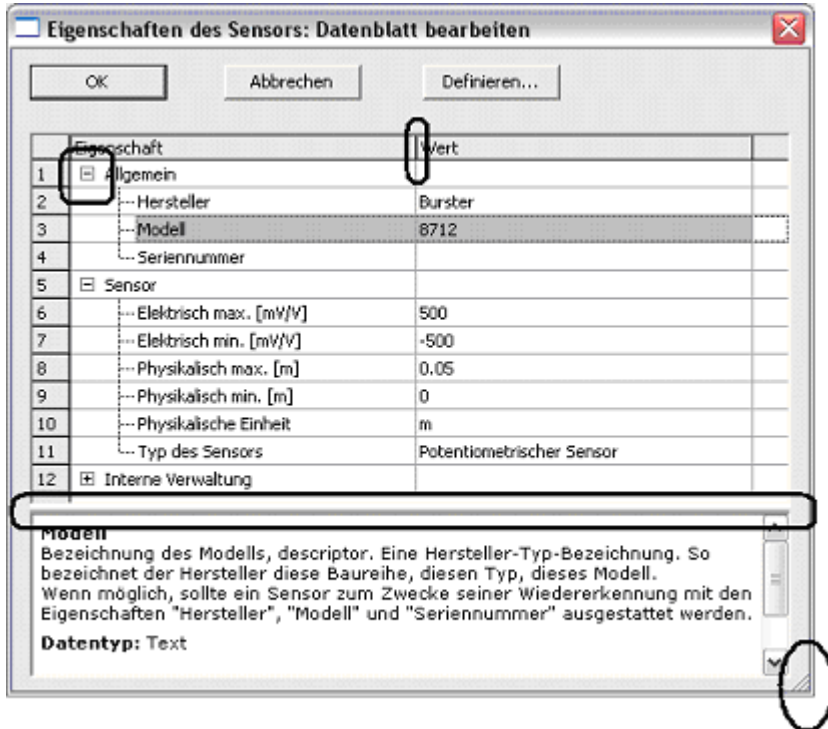 Eigenschaften des Sensors: Datenblatt bearbeiten
OK Abbrechen Definieren...
Eigenschaft Wert
1 Allgemein
2 Hersteller Burster
3 Modell 8712
4 Seriennummer
5 Sensor
6 Elektrisch max. [mV/V] 500
7 Elektrisch min. [mV/V] -500
8 Physikalisch max. [m] 0.05
9 Physikalisch min. [m] 0
10 Physikalische Einheit m
11 Typ des Sensors Potentiometrischer Sensor
12 Interne Verwaltung
Modell
Bezeichnung des Modells, descriptor. Eine Hersteller-Typ-Bezeichnung. So
bezeichnet der Hersteller diese Baureihe, diesen Typ, dieses Modell.
Wenn möglich, sollte ein Sensor zum Zwecke seiner Wiedererkennung mit den
Eigenschaften "Hersteller", "Modell" und "Seriennummer" ausgestattet werden.
Datentyp: Text